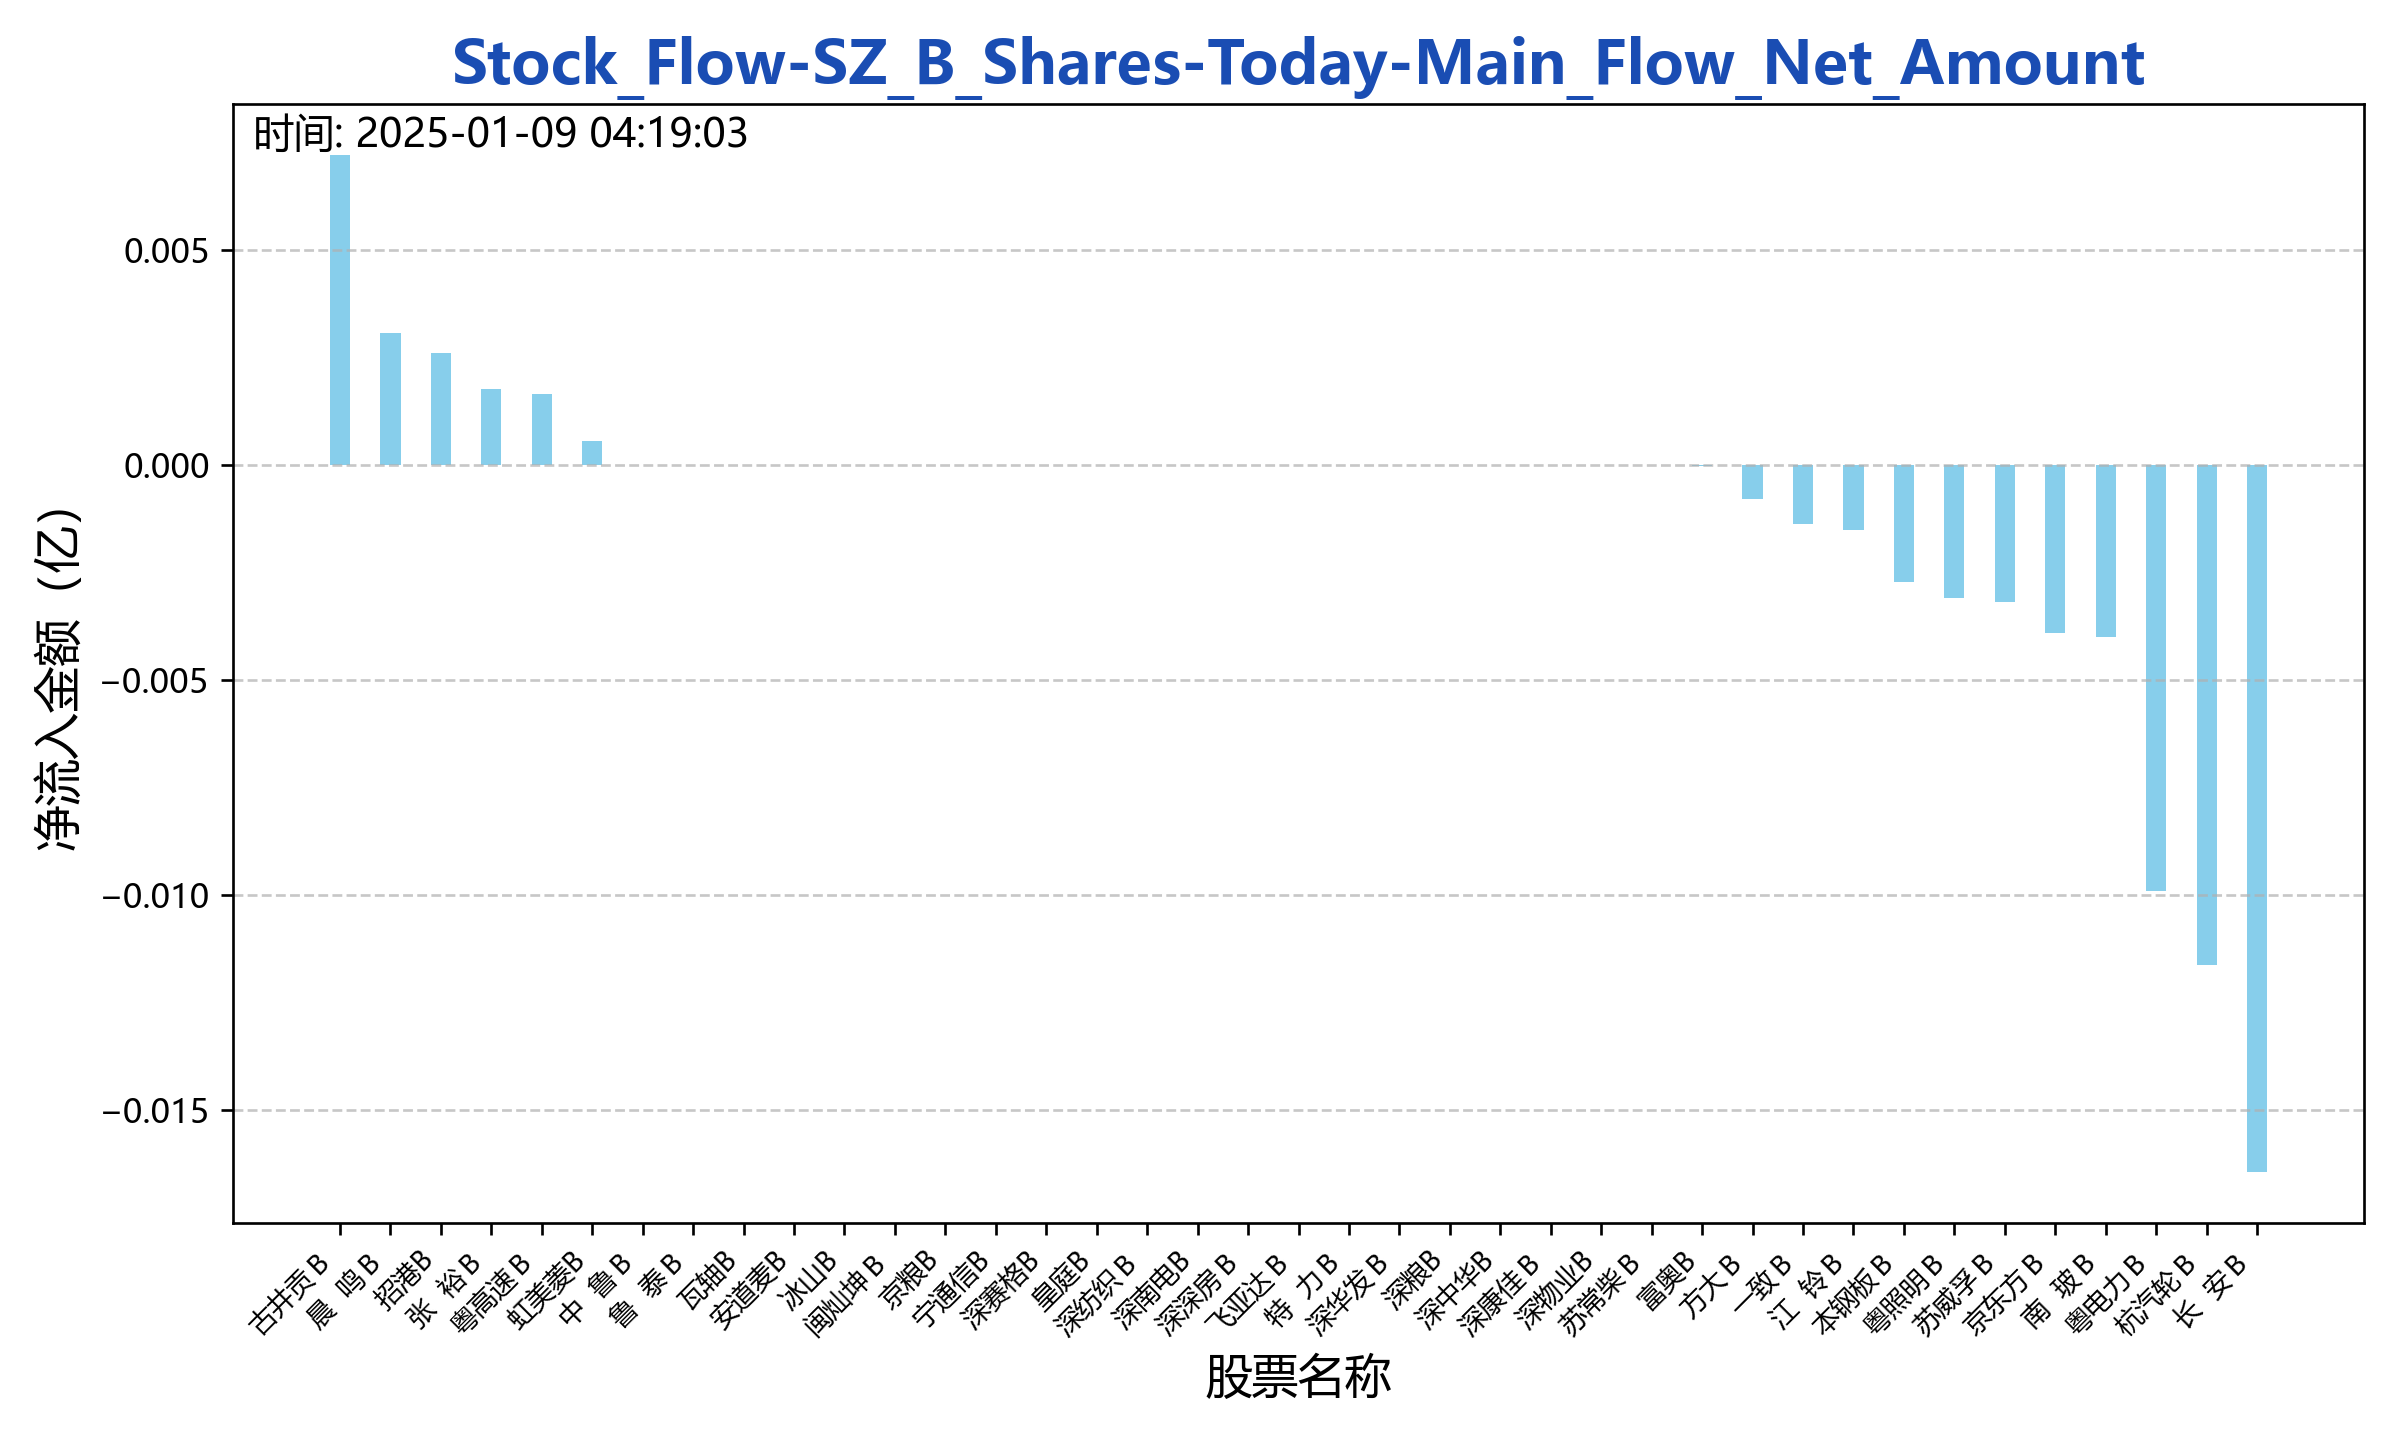 Stock_Flow-SZ_B_Shares-Today-Main_Flow_Net_Amount
时间: 2025-01-09 04:19:03
0.005
0.000
−0.005
−0.010
−0.015
净流入金额 (亿)
古井贡B
晨 鸣B
招港B
张 裕B
粤高速B
虹美菱B
中 鲁B
鲁 泰B
瓦轴B
安道麦B
冰山B
闽灿坤B
京粮B
宁通信B
深赛格B
皇庭B
深纺织B
深南电B
深深房B
飞亚达B
特 力B
深华发B
深粮B
深中华B
深康佳B
深物业B
苏常柴B
富奥B
方大B
一致B
江 铃B
本钢板B
粤照明B
苏威孚B
京东方B
南 玻B
粤电力B
杭汽轮B
长 安B
股票名称